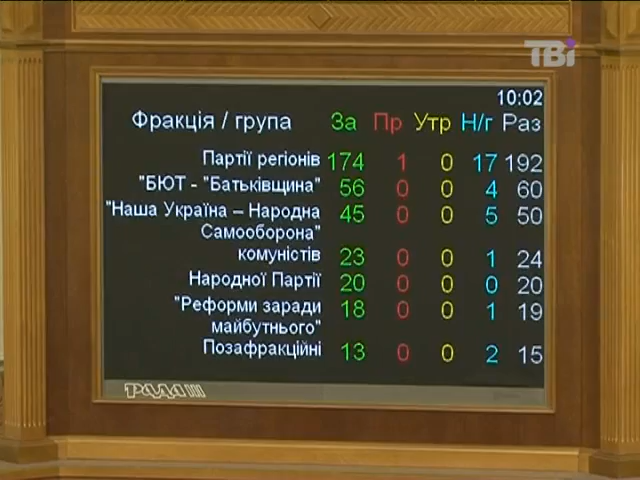 ТВі
10:02
Фракція / група За Пр Утр Н/г Раз
Партії регіонів 174 1 0 17 192
"БЮТ - "Батьківщина" 56 0 0 4 60
"Наша Україна – Народна 45 0 0 5 50
Самооборона"
комуністів 23 0 0 1 24
Народної Партії 20 0 0 0 20
"Реформи заради 18 0 0 1 19
майбутнього"
Позафракційні 13 0 0 2 15
РАДА